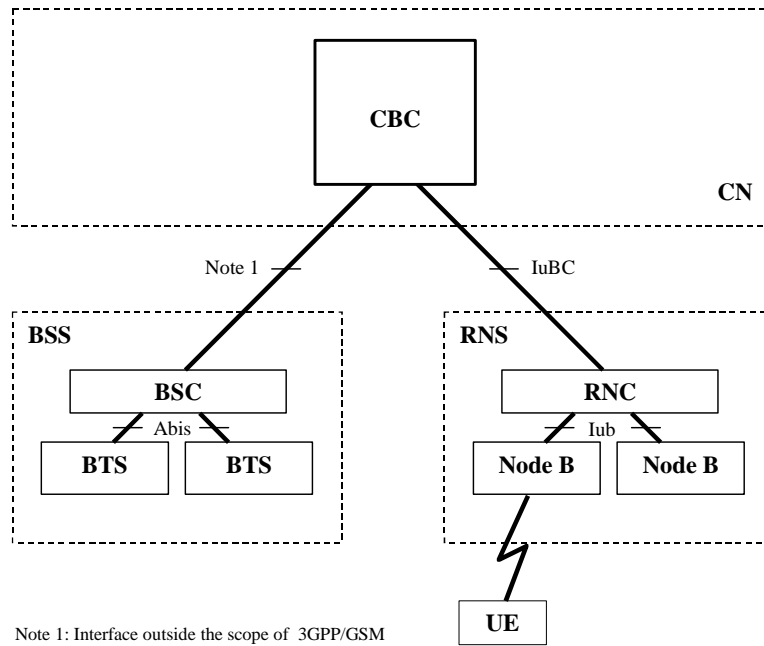 CBC
CN
Note 1
IuBC
BSS
RNS
BSC
RNC
Abis
Iub
BTS
BTS
Node B
Node B
UE
Note 1: Interface outside the scope of 3GPP/GSM